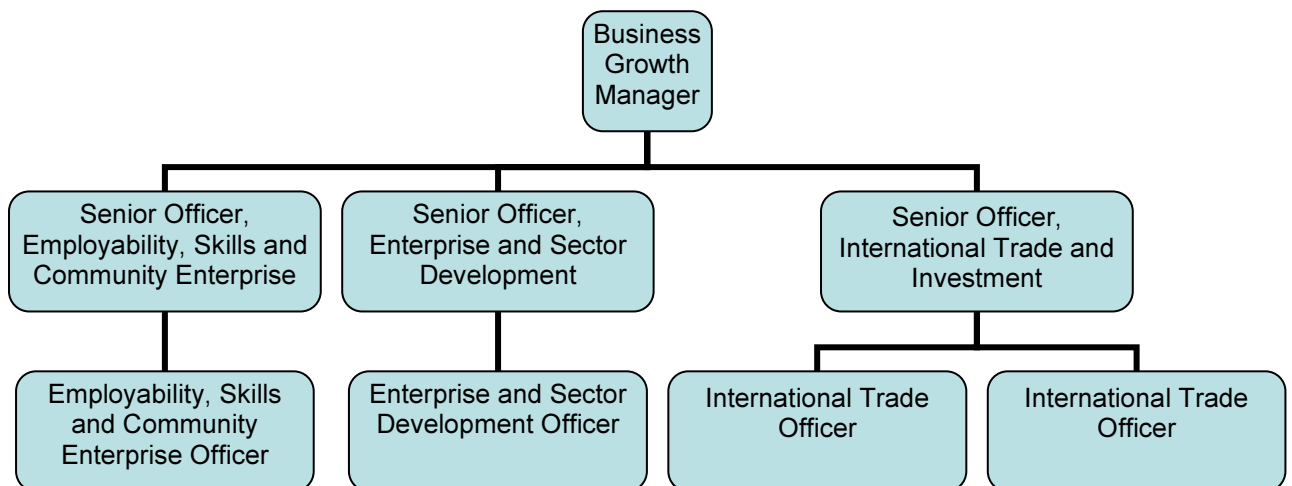 Business
Growth
Manager
Senior Officer,
Employability, Skills and
Community Enterprise
Senior Officer,
Enterprise and Sector
Development
Senior Officer,
International Trade and
Investment
Employability, Skills
and Community
Enterprise Officer
Enterprise and Sector
Development Officer
International Trade
Officer
International Trade
Officer